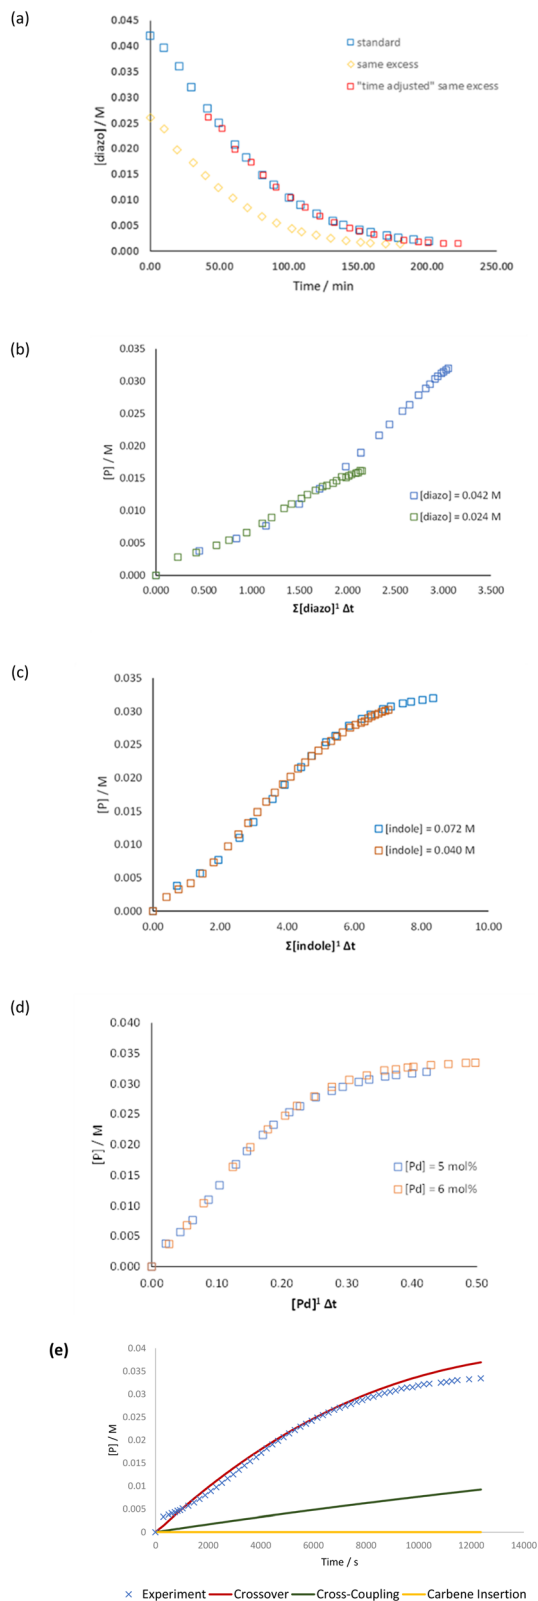 (a)
[diazo] / M
0.045
0.040
0.035
0.030
0.025
0.020
0.015
0.010
0.005
0.000
standard
same excess
"time adjusted" same excess
0.00 50.00 100.00 150.00 200.00 250.00
Time / min
(b)
[P] / M
0.035
0.030
0.025
0.020
0.015
0.010
0.005
0.000
[diazo] = 0.042 M
[diazo] = 0.024 M
0.000 0.500 1.000 1.500 2.000 2.500 3.000 3.500
Σ[diazo]¹ Δt
(c)
[P] / M
0.035
0.030
0.025
0.020
0.015
0.010
0.005
0.000
[indole] = 0.072 M
[indole] = 0.040 M
0.00 2.00 4.00 6.00 8.00 10.00
Σ[indole]¹ Δt
(d)
[P] / M
0.040
0.035
0.030
0.025
0.020
0.015
0.010
0.005
0.000
[Pd] = 5 mol%
[Pd] = 6 mol%
0.00 0.10 0.20 0.30 0.40 0.50
[Pd]¹ Δt
(e)
[P] / M
0.04
0.035
0.03
0.025
0.02
0.015
0.01
0.005
0
0 2000 4000 6000 8000 10000 12000 14000
Time / s
Experiment Crossover Cross-Coupling Carbene Insertion